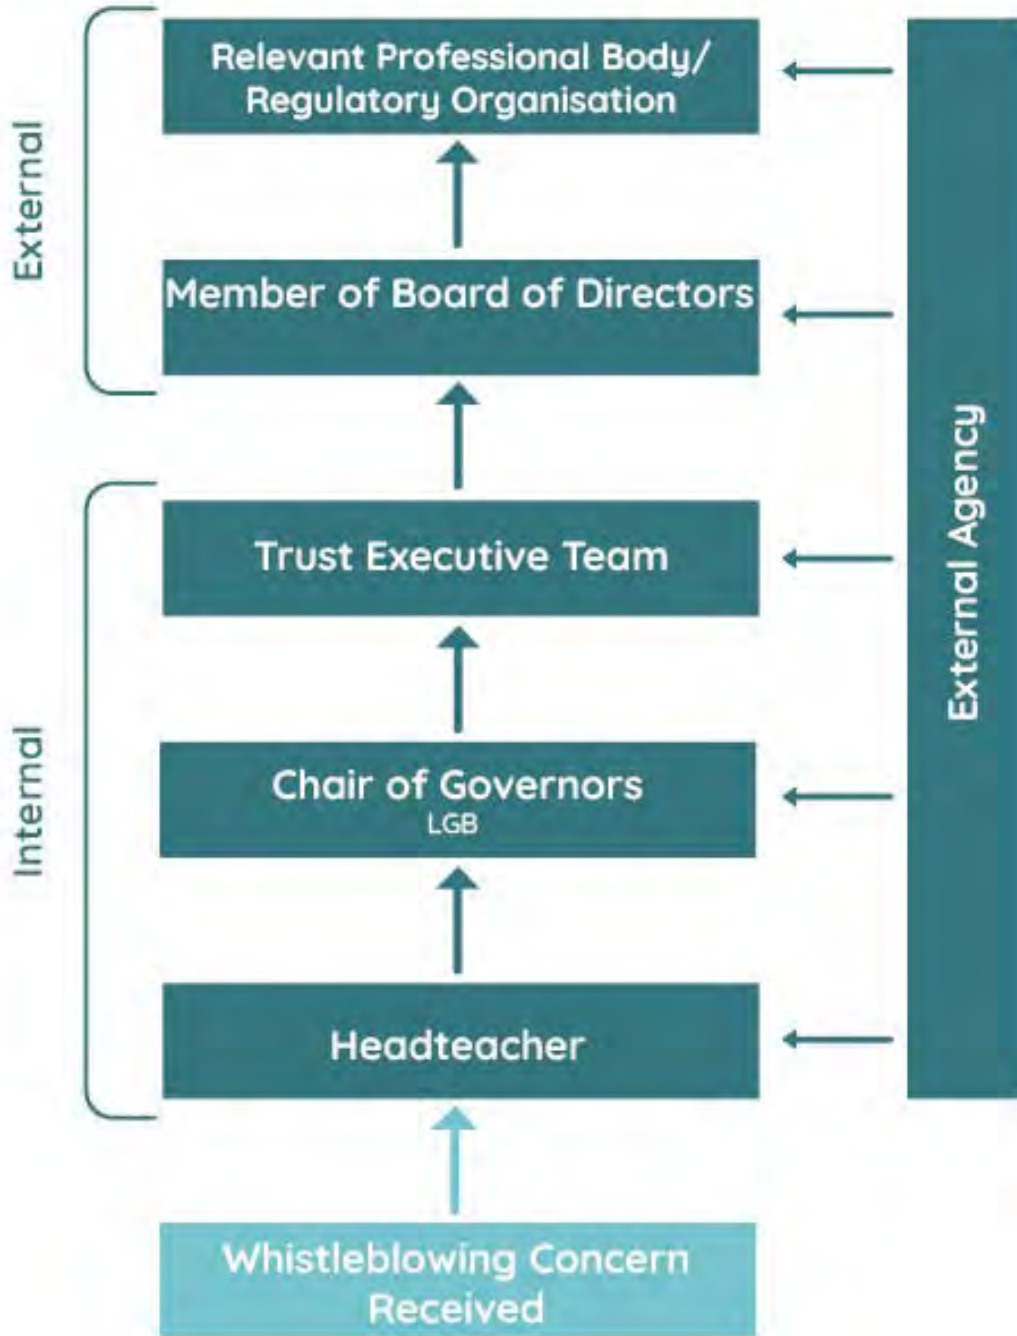 External
Relevant Professional Body/
Regulatory Organisation
Member of Board of Directors
Internal
Trust Executive Team
Chair of Governors
LGB
Headteacher
Whistleblowing Concern
Received
External Agency